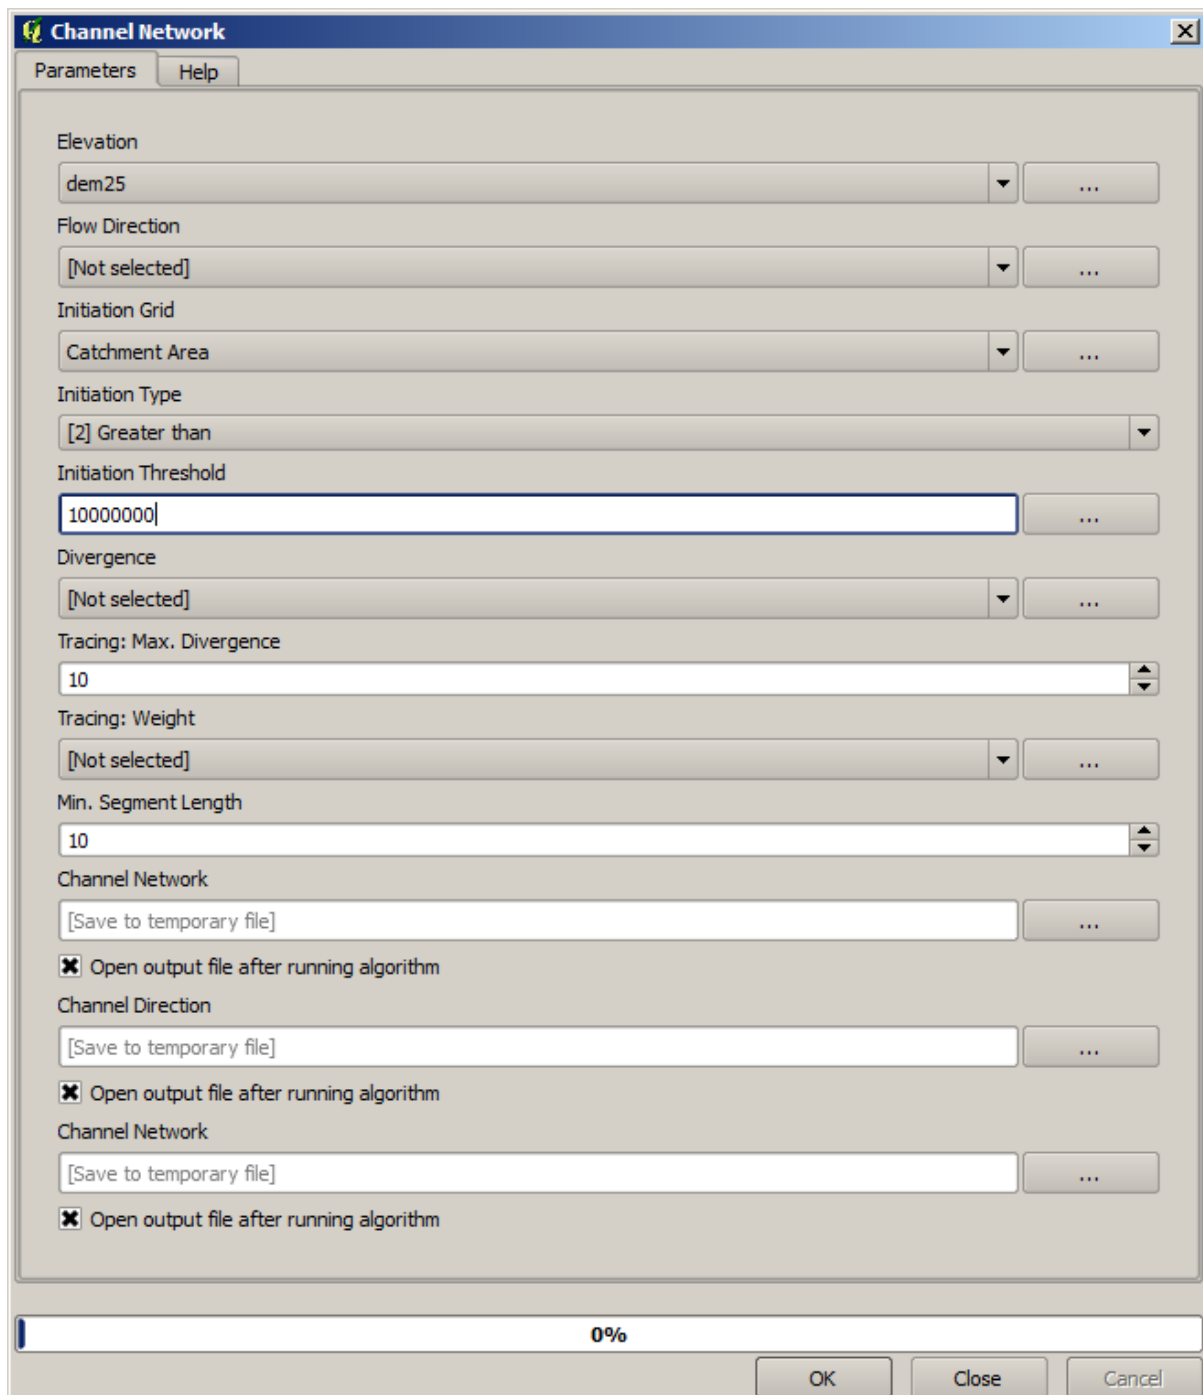 Channel Network
Parameters Help
Elevation
dem25 ...
Flow Direction
[Not selected] ...
Initiation Grid
Catchment Area ...
Initiation Type
[2] Greater than
Initiation Threshold
10000000 ...
Divergence
[Not selected] ...
Tracing: Max. Divergence
10
Tracing: Weight
[Not selected] ...
Min. Segment Length
10
Channel Network
[Save to temporary file] ...
Open output file after running algorithm
Channel Direction
[Save to temporary file] ...
Open output file after running algorithm
Channel Network
[Save to temporary file] ...
Open output file after running algorithm
0%
OK Close Cancel